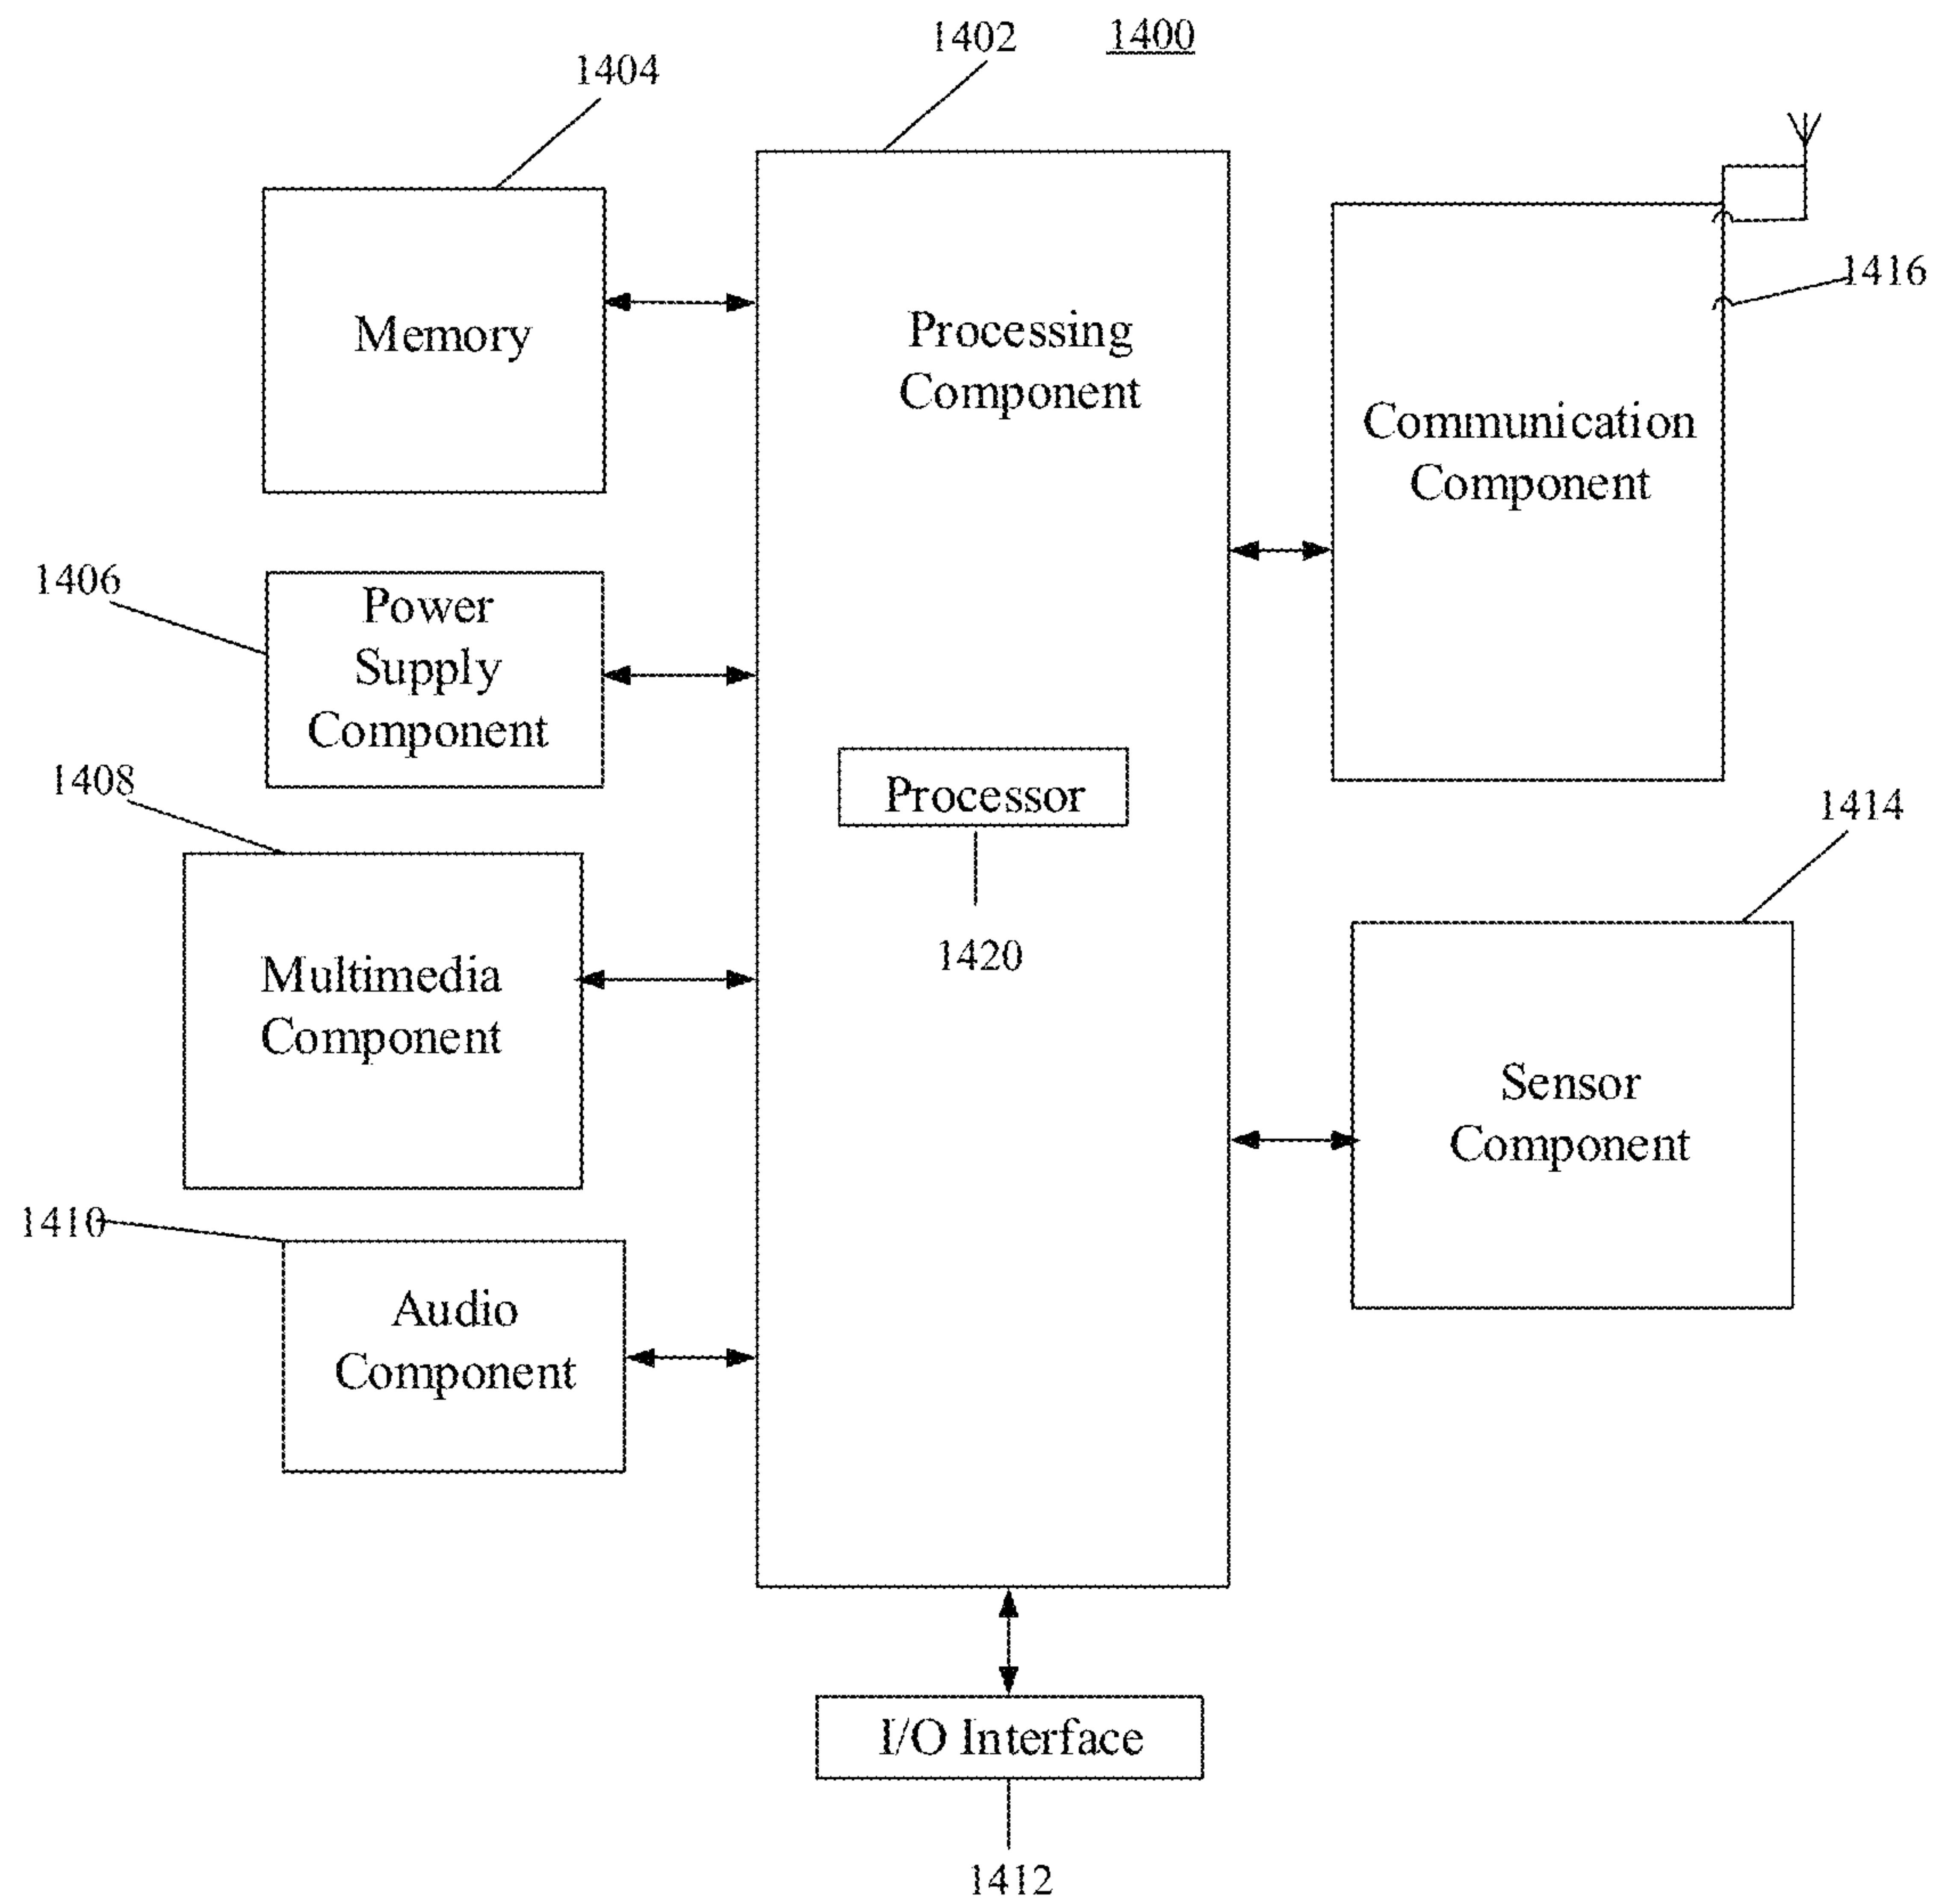 1402
1400
1404
Memory
Processing
Component
1416
Communication
Component
1406
Power
Supply
Component
1408
Processor
1414
1420
Multimedia
Component
Sensor
Component
1410
Audio
Component
I/O Interface
1412